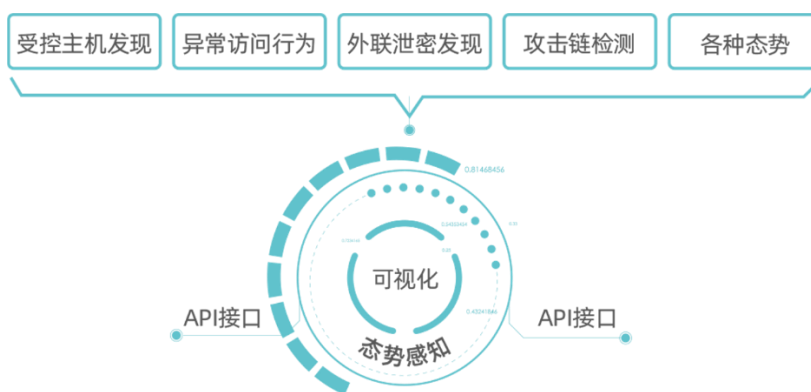 受控主机发现
异常访问行为
外联泄密发现
攻击链检测
各种态势
0.81468456
可视化
0.43241884
API接口
API接口
态势感知